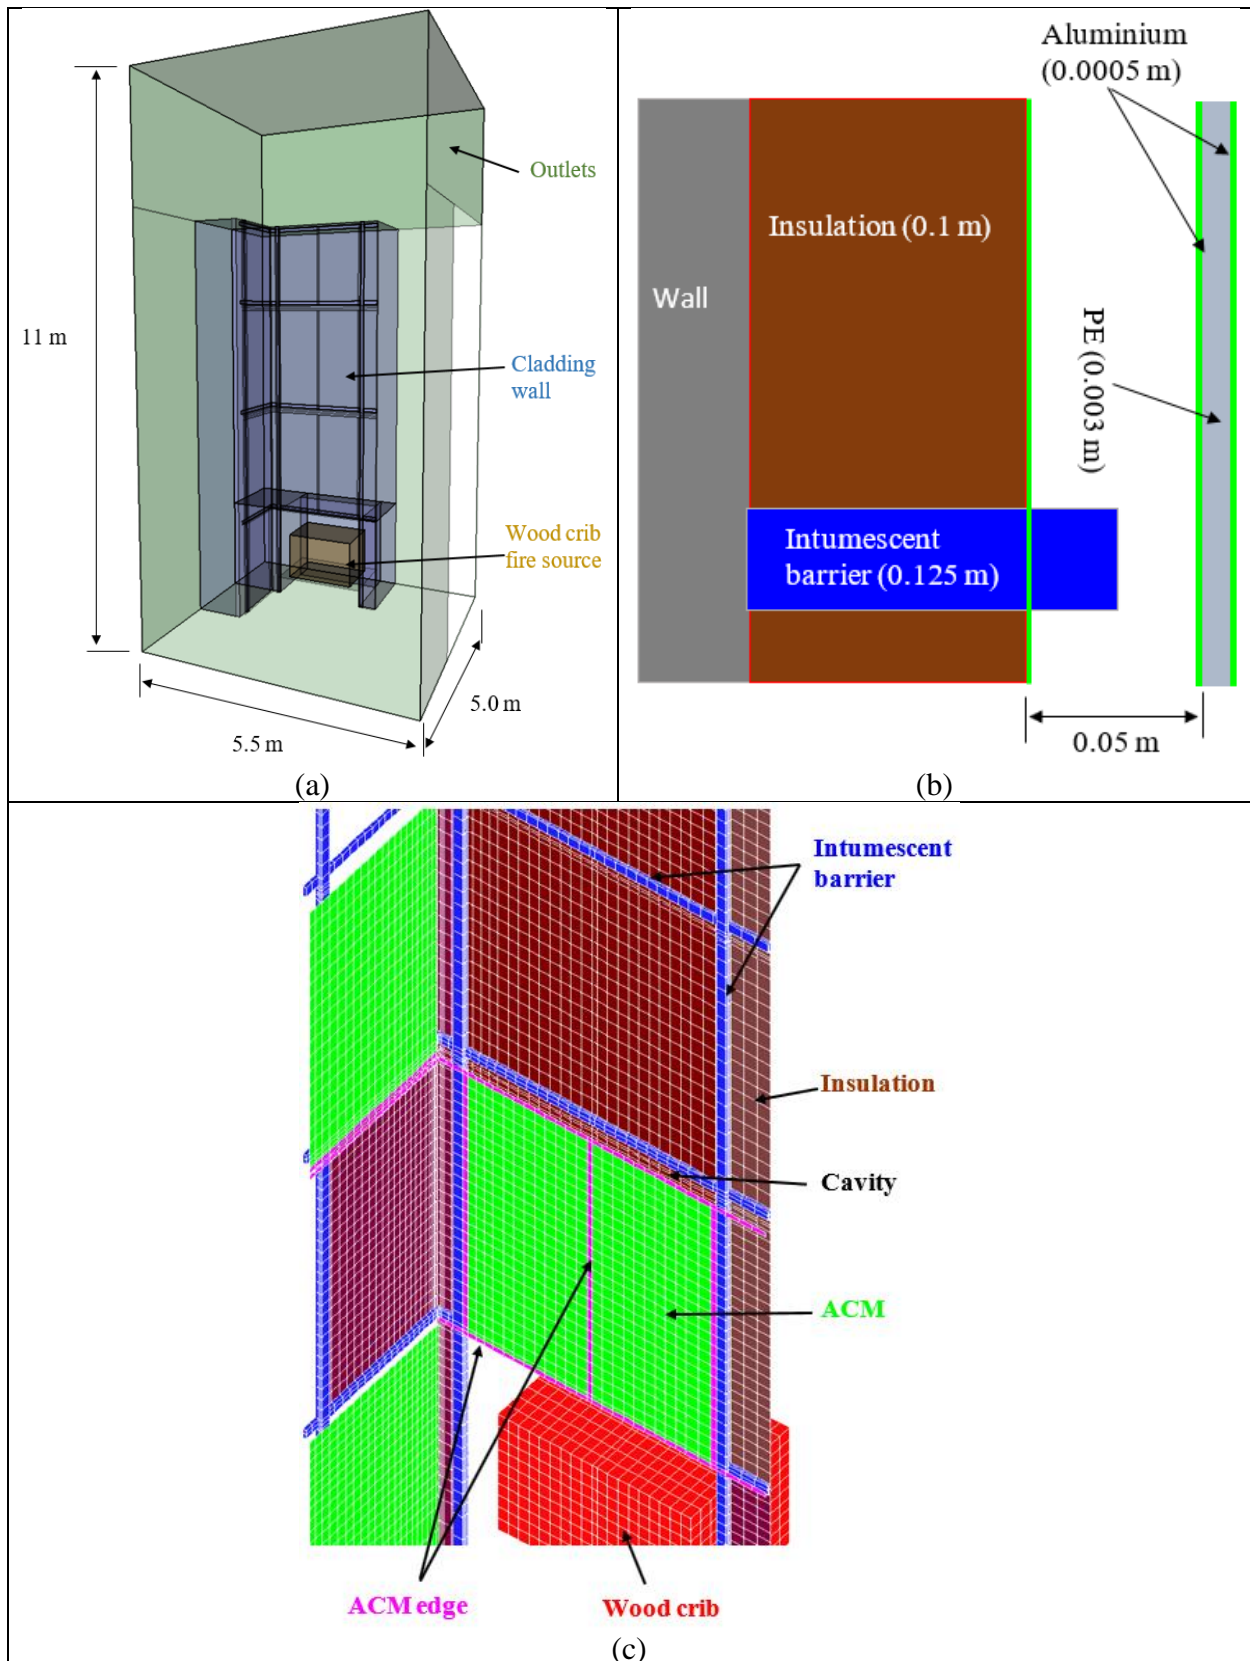 Outlets
11 m
Cladding
wall
Wood crib
fire source
5.0 m
5.5 m
(a)
Aluminium
(0.0005 m)
Insulation (0.1 m)
Wall
PE (0.003 m)
Intumescent
barrier (0.125 m)
0.05 m
(b)
Intumescent
barrier
Insulation
Cavity
ACM
ACM edge
Wood crib
(c)